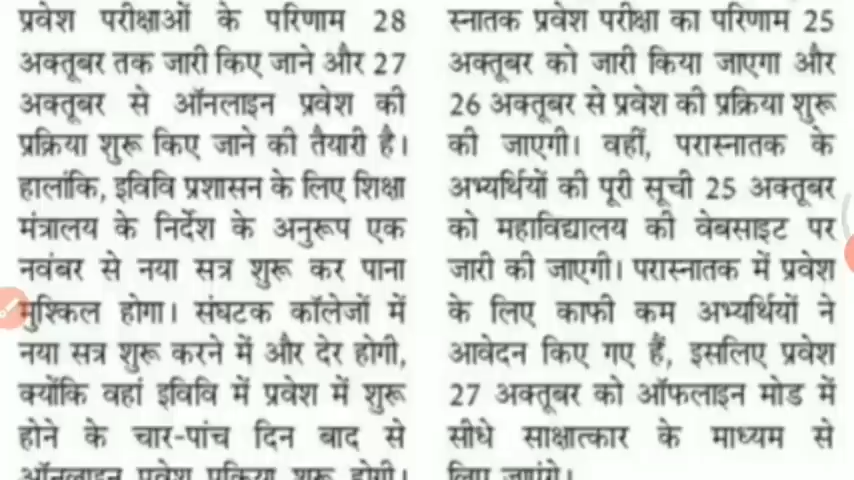 प्रवेश परीक्षाओं के परिणाम 28
अक्तूबर तक जारी किए जाने और 27
अक्तूबर से ऑनलाइन प्रवेश की
प्रक्रिया शुरू किए जाने की तैयारी है।
हालांकि, इविवि प्रशासन के लिए शिक्षा
मंत्रालय के निर्देश के अनुरूप एक
नवंबर से नया सत्र शुरू कर पाना
मुश्किल होगा। संघटक कॉलेजों में
नया सत्र शुरू करने में और देर होगी,
क्योंकि वहां इविवि में प्रवेश में शुरू
होने के चार-पांच दिन बाद से
ऑनलाइन प्रवेश प्रक्रिया शुरू होगी।
स्नातक प्रवेश परीक्षा का परिणाम 25
अक्तूबर को जारी किया जाएगा और
26 अक्तूबर से प्रवेश की प्रक्रिया शुरू
की जाएगी। वहीं, परास्नातक के
अभ्यर्थियों की पूरी सूची 25 अक्तूबर
को महाविद्यालय की वेबसाइट पर
जारी की जाएगी। परास्नातक में प्रवेश
के लिए काफी कम अभ्यर्थियों ने
आवेदन किए गए हैं, इसलिए प्रवेश
27 अक्तूबर को ऑफलाइन मोड में
सीधे साक्षात्कार के माध्यम से
लिए जाएंगे।